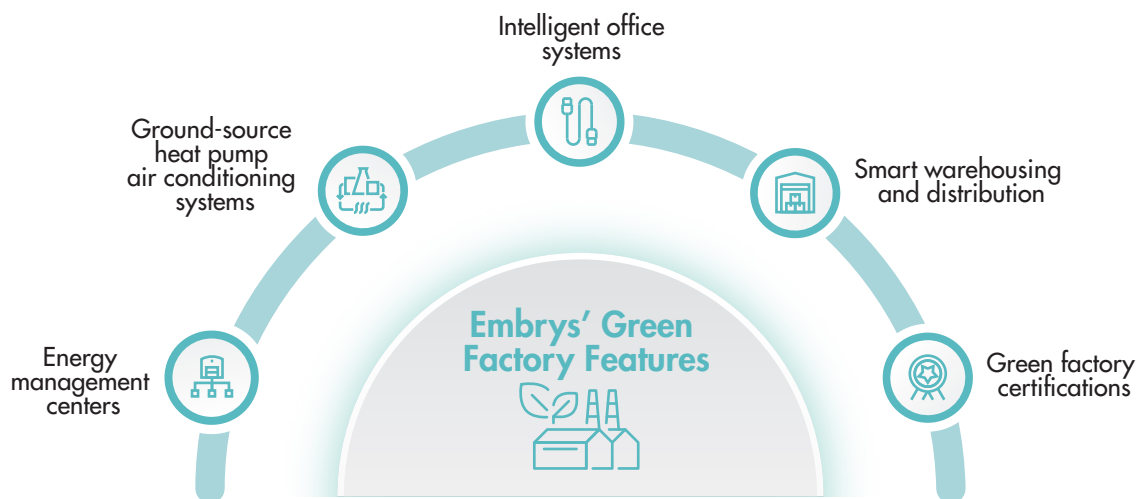 Intelligent office
systems
Ground-source
heat pump
air conditioning
systems
Smart warehousing
and distribution
Energy
management
centers
Embrys’ Green
Factory Features
Green factory
certifications